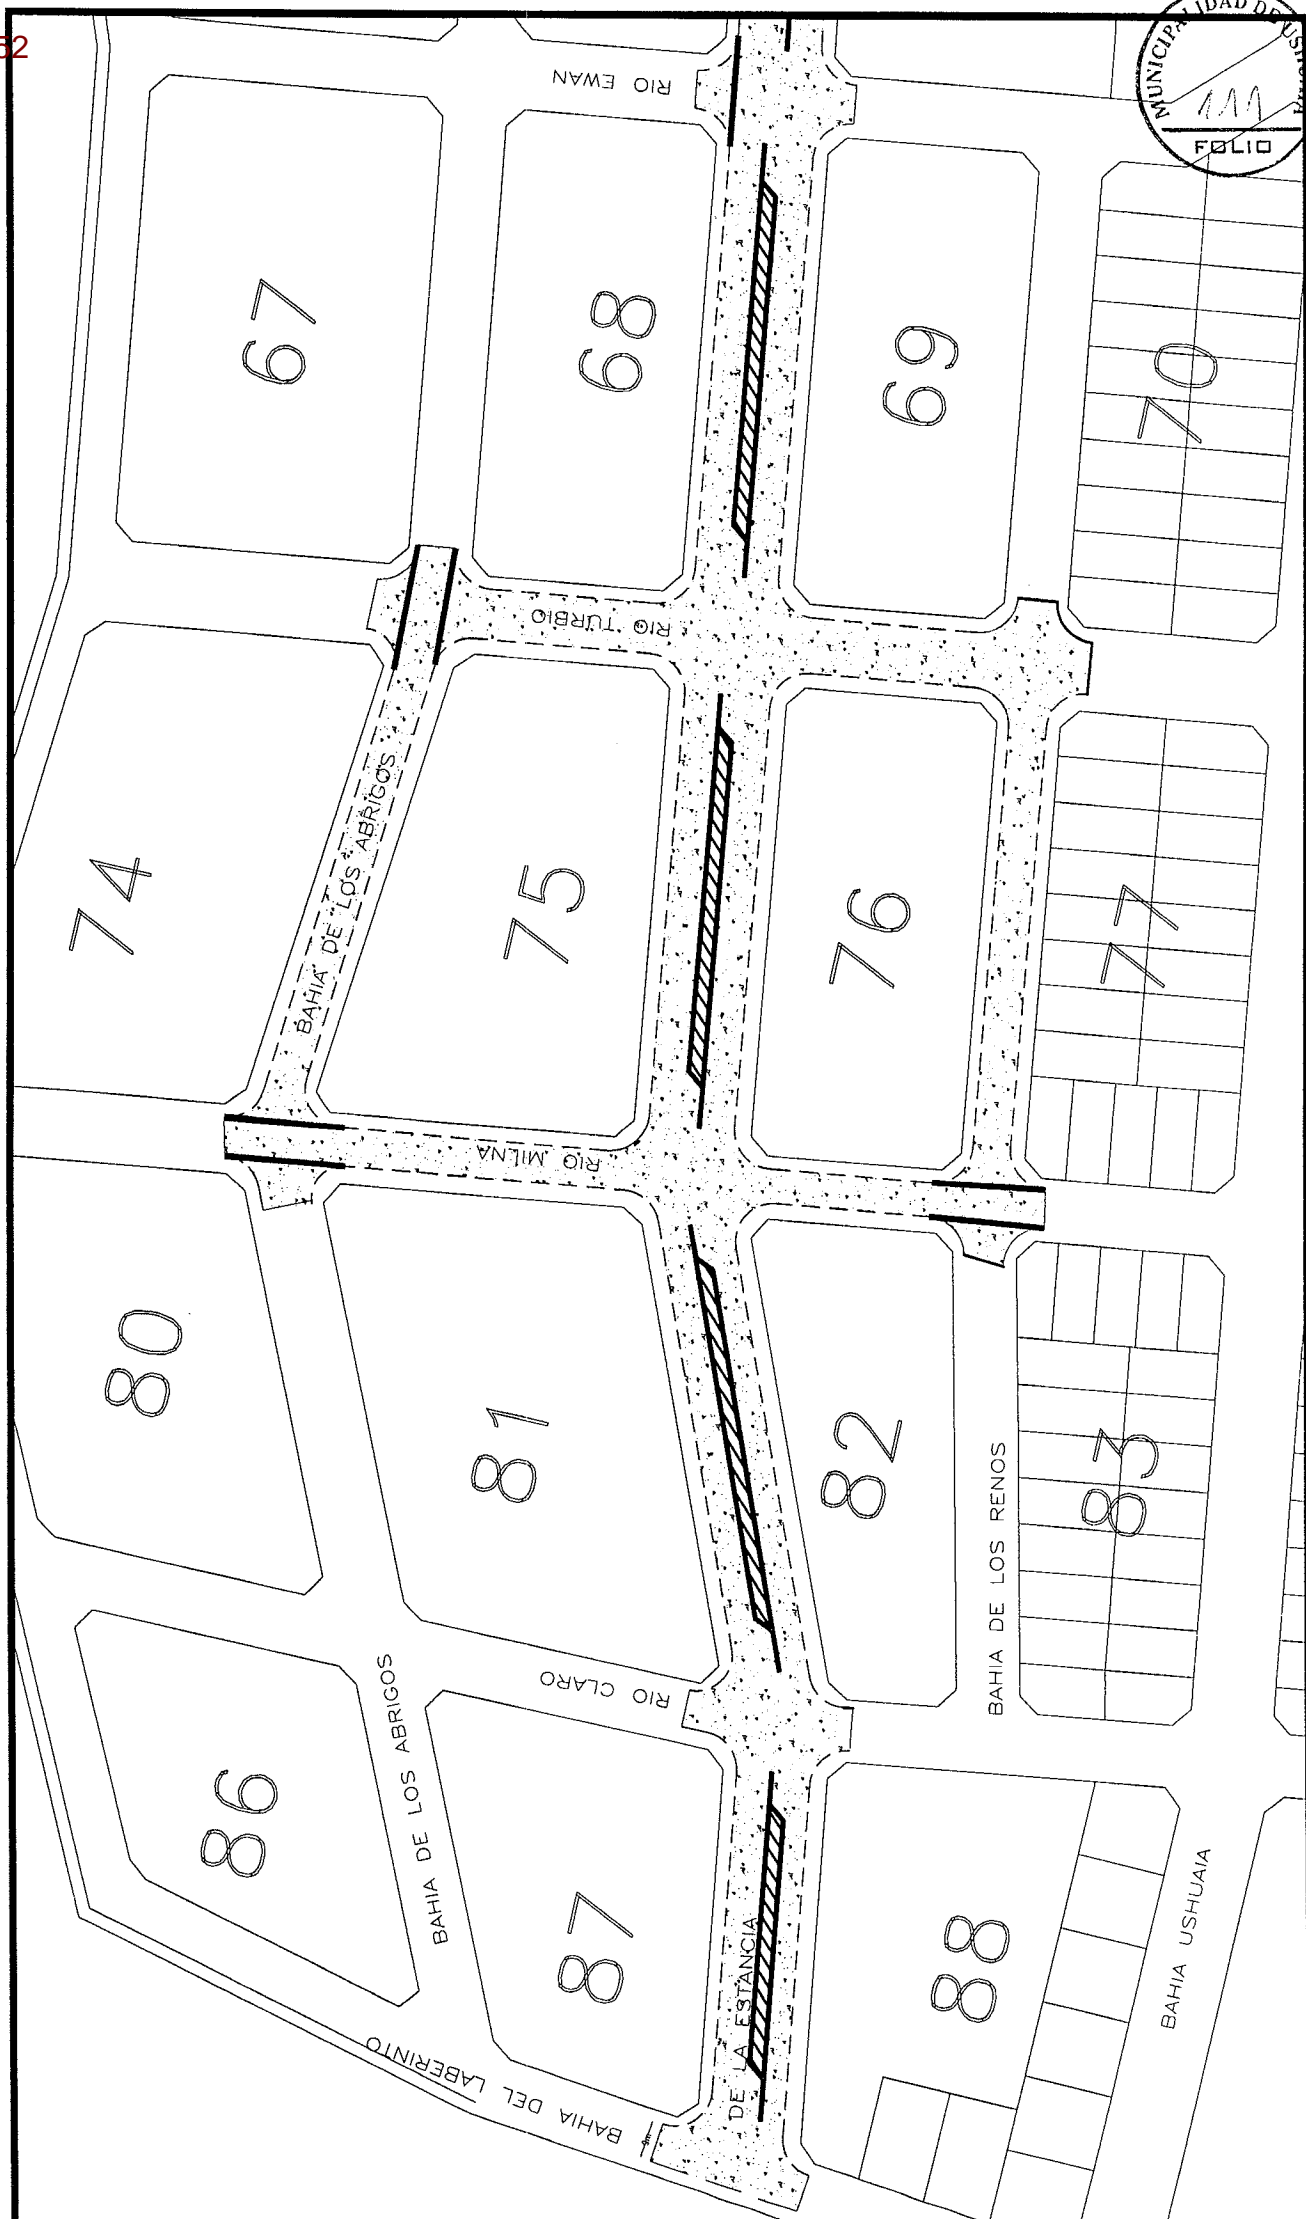 52
MUNICIPALIDAD DE USHUAIA
111
FOLIO
RIO EWAN
67
68
69
70
RIO TURBIO
BAHIA DE LOS ABRIGOS
74
75
76
77
RIO MILNA
80
81
82
83
BAHIA DE LOS RENOS
RIO CLARO
BAHIA DE LOS ABRIGOS
86
87
88
DE LA ESTANCIA
BAHIA USHUAIA
BAHIA DEL LABERINTO